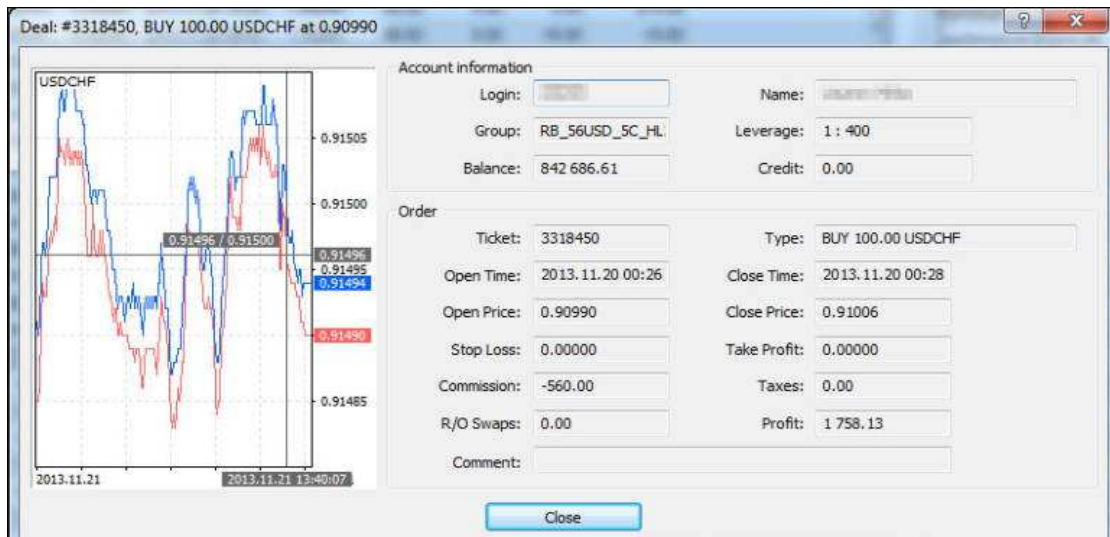 Deal: #3318450, BUY 100.00 USDCHF at 0.90990
USDCHF
0.91505
0.91500
0.91496 / 0.91500
0.91496
0.91495
0.91494
0.91490
0.91485
2013.11.21
2013.11.21 13:40:07
Account information
Login:
Name:
Group: RB_56USD_5C_HL
Leverage: 1 : 400
Balance: 842 686.61
Credit: 0.00
Order
Ticket: 3318450
Type: BUY 100.00 USDCHF
Open Time: 2013.11.20 00:26
Close Time: 2013.11.20 00:28
Open Price: 0.90990
Close Price: 0.91006
Stop Loss: 0.00000
Take Profit: 0.00000
Commission: -560.00
Taxes: 0.00
R/O Swaps: 0.00
Profit: 1 758.13
Comment:
Close